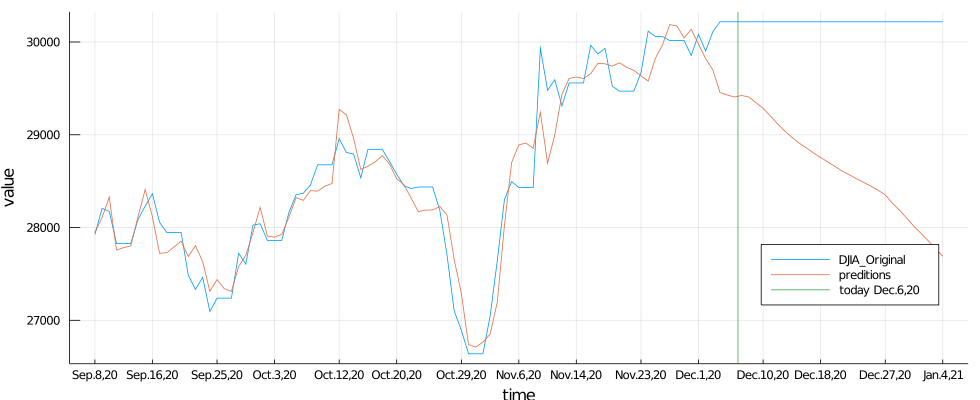 30000
29000
28000
27000
value
DJIA_Original
preditions
today Dec.6,20
Sep.8,20 Sep.16,20 Sep.25,20 Oct.3,20 Oct.12,20 Oct.20,20 Oct.29,20 Nov.6,20 Nov.14,20 Nov.23,20 Dec.1,20 Dec.10,20 Dec.18,20 Dec.27,20 Jan.4,21
time